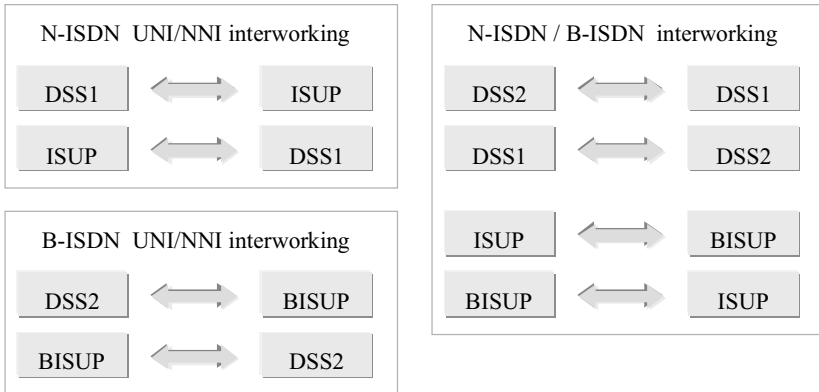 N-ISDN UNI/NNI interworking
DSS1 ISUP
ISUP DSS1
B-ISDN UNI/NNI interworking
DSS2 BISUP
BISUP DSS2
N-ISDN / B-ISDN interworking
DSS2 DSS1
DSS1 DSS2
ISUP BISUP
BISUP ISUP